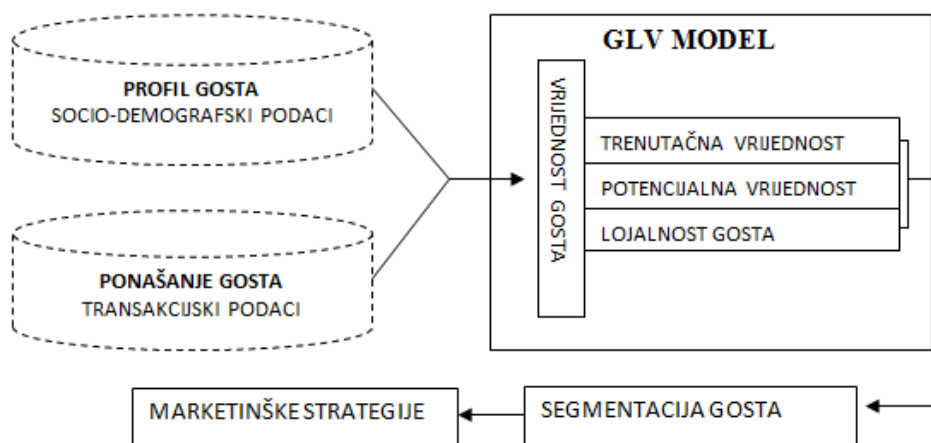 PROFIL GOSTA
SOCIO-DEMOGRAFSKI PODACI
PONAŠANJE GOSTA
TRANSAKCIJSKI PODACI
GLV MODEL
VRIJEDNOST GOSTA
TRENUTAČNA VRIJEDNOST
POTENCIJALNA VRIJEDNOST
LOJALNOST GOSTA
MARKETINŠKE STRATEGIJE
SEGMENTACIJA GOSTA